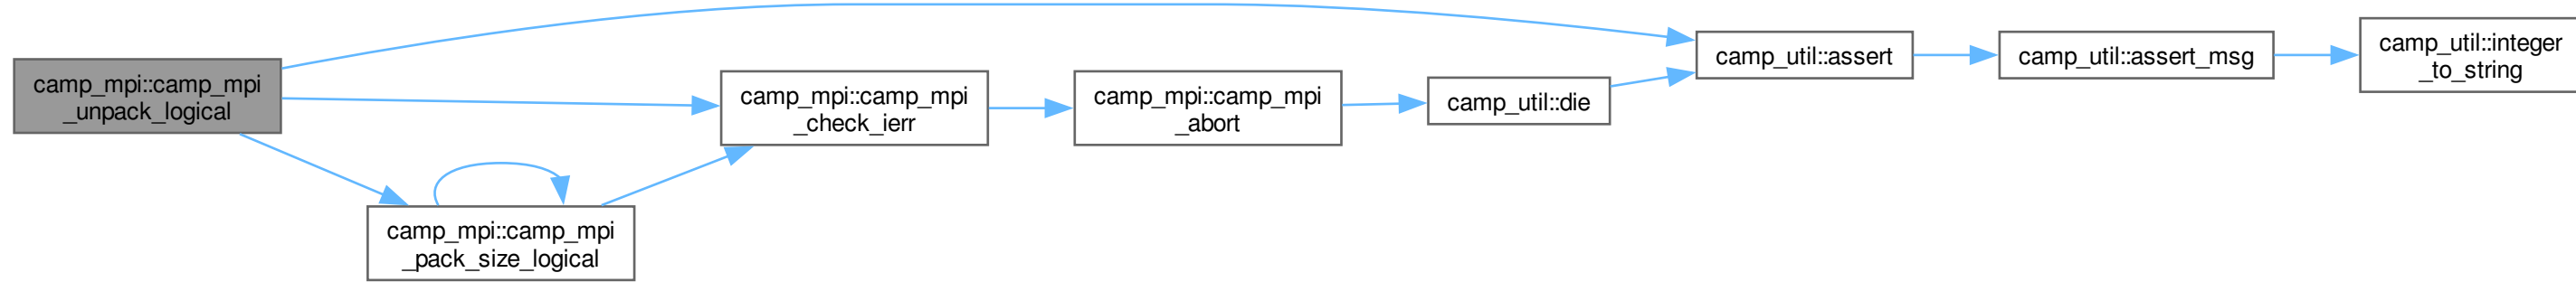 camp_mpi::camp_mpi
_unpack_logical
camp_mpi::camp_mpi
_pack_size_logical
camp_mpi::camp_mpi
_check_ierr
camp_mpi::camp_mpi
_abort
camp_util::die
camp_util::assert
camp_util::assert_msg
camp_util::integer
_to_string